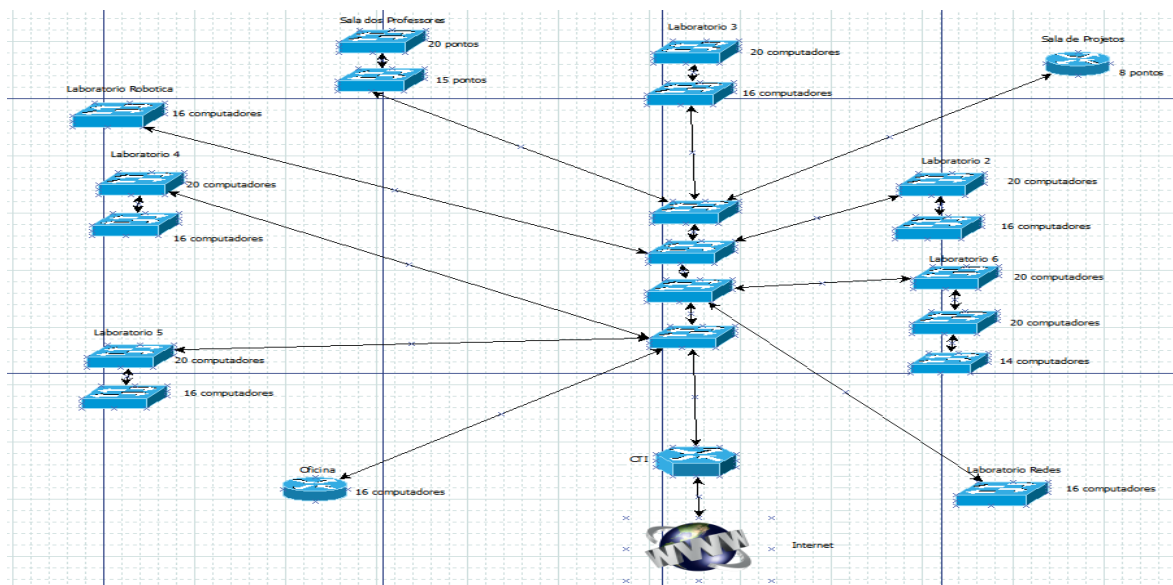 Sala dos Professores
20 pontos
15 pontos
Laboratorio 3
20 computadores
16 computadores
Sala de Projetos
8 pontos
Laboratorio Robotica
16 computadores
Laboratorio 4
20 computadores
16 computadores
Laboratorio 2
20 computadores
16 computadores
Laboratorio 6
20 computadores
20 computadores
14 computadores
Laboratorio 5
20 computadores
16 computadores
CTI
Oficina
16 computadores
Laboratorio Redes
16 computadores
WWW
Internet